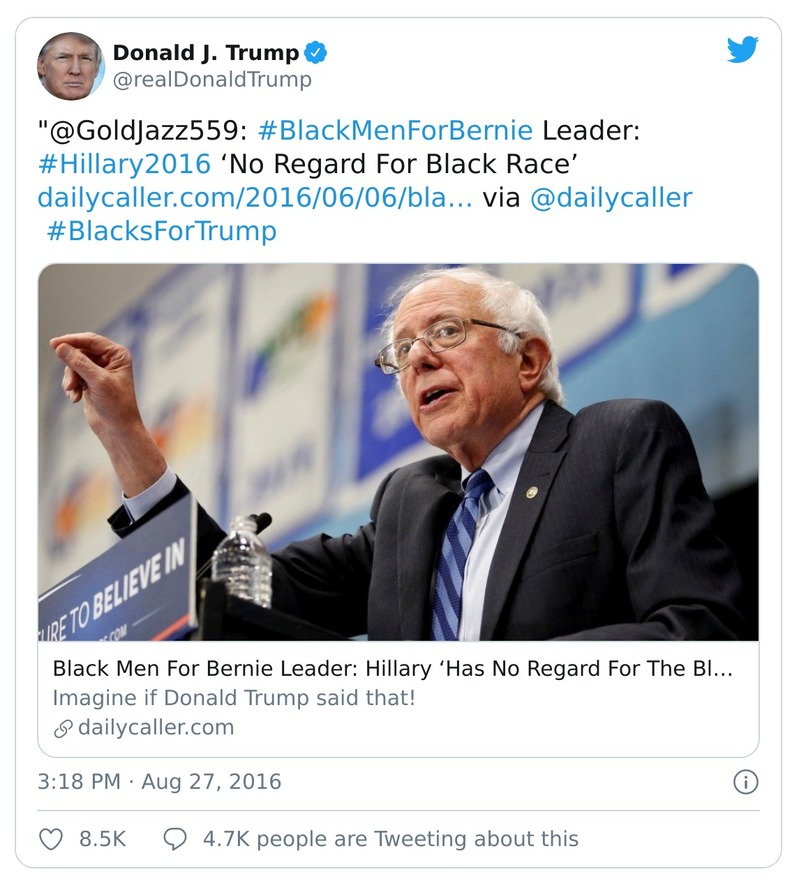 Donald J. Trump
@realDonaldTrump
"@GoldJazz559: #BlackMenForBernie Leader:
#Hillary2016 ‘No Regard For Black Race’
dailycaller.com/2016/06/06/bla… via @dailycaller
#BlacksForTrump
TO BELIEVE IN
.COM
Black Men For Bernie Leader: Hillary ‘Has No Regard For The Bl…
Imagine if Donald Trump said that!
dailycaller.com
3:18 PM · Aug 27, 2016
8.5K
4.7K people are Tweeting about this